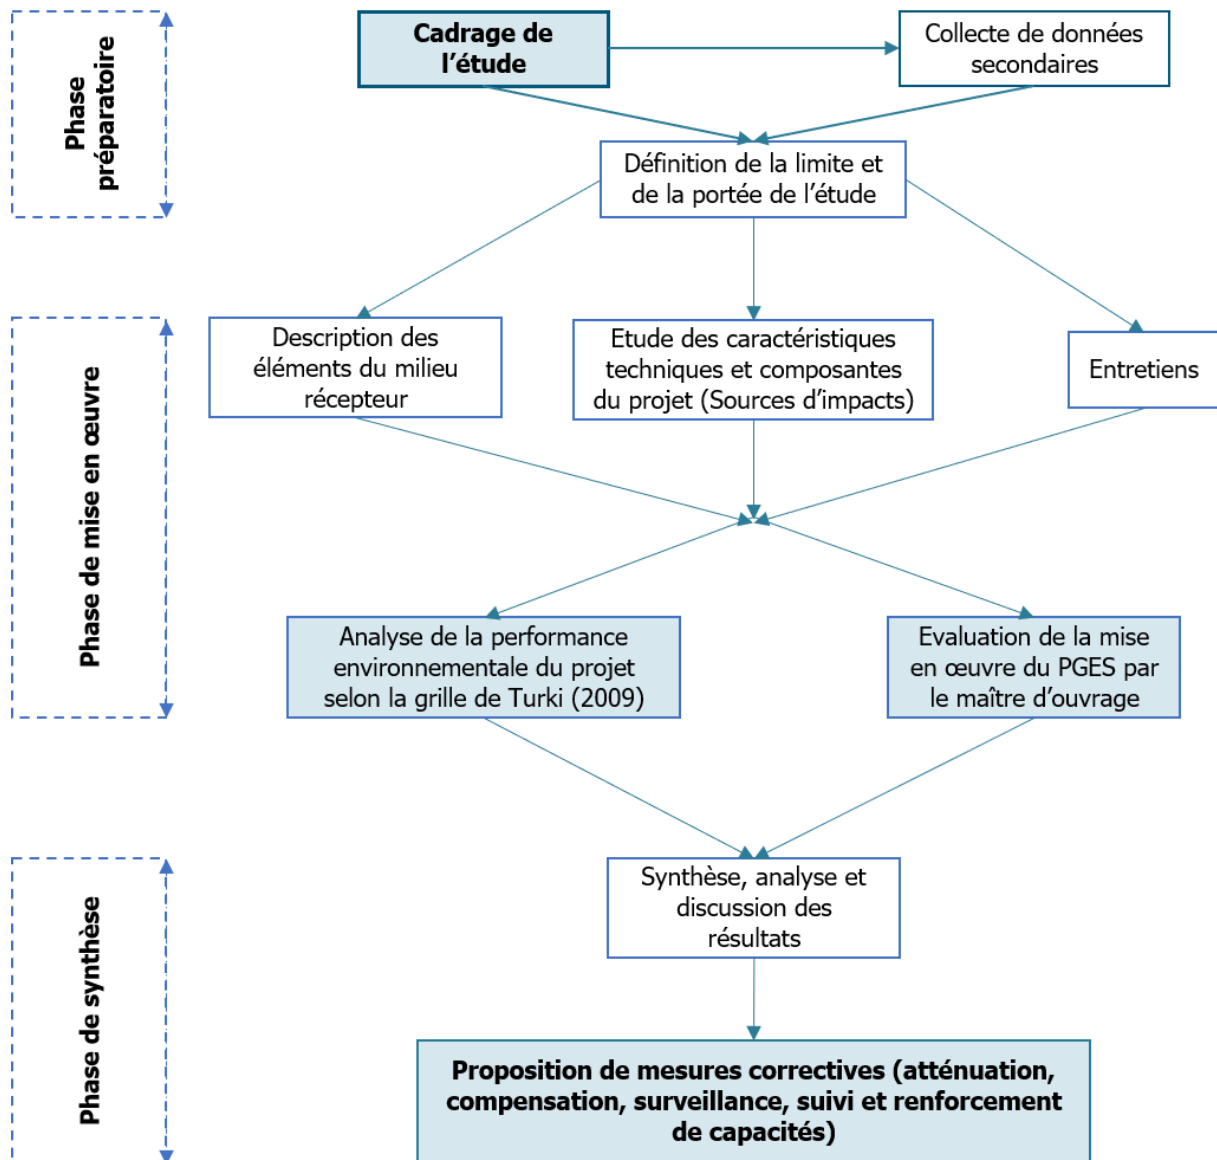 Phase
préparatoire
Cadrage de
l’étude
Collecte de données
secondaires
Définition de la limite et
de la portée de l’étude
Phase de mise en œuvre
Description des
éléments du milieu
récepteur
Etude des caractéristiques
techniques et composantes
du projet (Sources d’impacts)
Entretiens
Analyse de la performance
environnementale du projet
selon la grille de Turki (2009)
Evaluation de la mise
en œuvre du PGES par
le maître d’ouvrage
Phase de synthèse
Synthèse, analyse et
discussion des
résultats
Proposition de mesures correctives (atténuation,
compensation, surveillance, suivi et renforcement
de capacités)